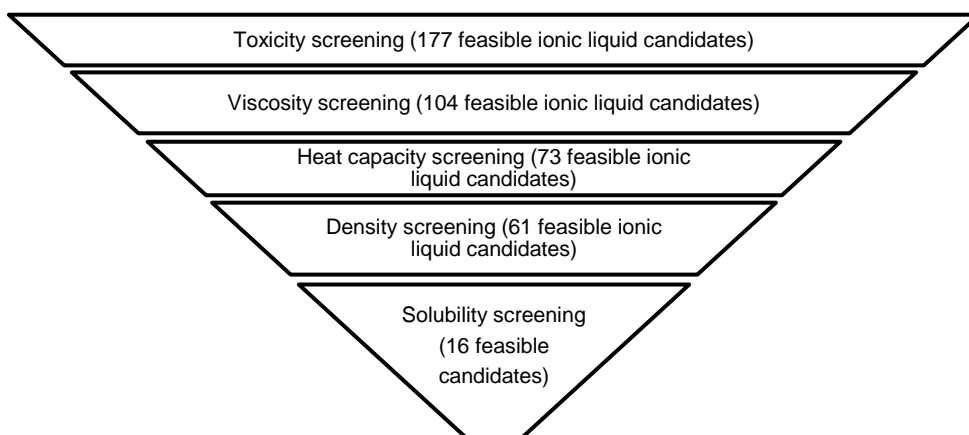 Toxicity screening (177 feasible ionic liquid candidates)
Viscosity screening (104 feasible ionic liquid candidates)
Heat capacity screening (73 feasible ionic
liquid candidates)
Density screening (61 feasible ionic
liquid candidates)
Solubility screening
(16 feasible
candidates)